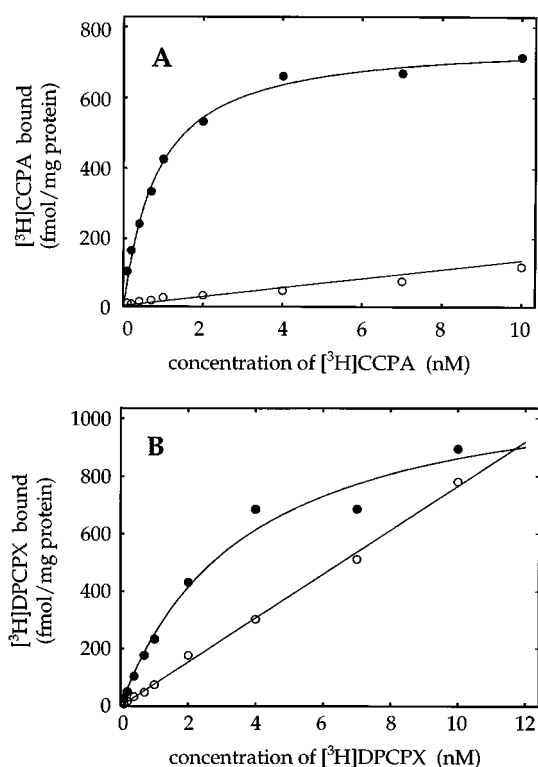 A
800
600
400
200
0
[³H]CCPA bound
(fmol/mg protein)
0 2 4 6 8 10
concentration of [³H]CCPA (nM)
B
1000
800
600
400
200
0
[³H]DPCPX bound
(fmol/mg protein)
0 2 4 6 8 10 12
concentration of [³H]DPCPX (nM)